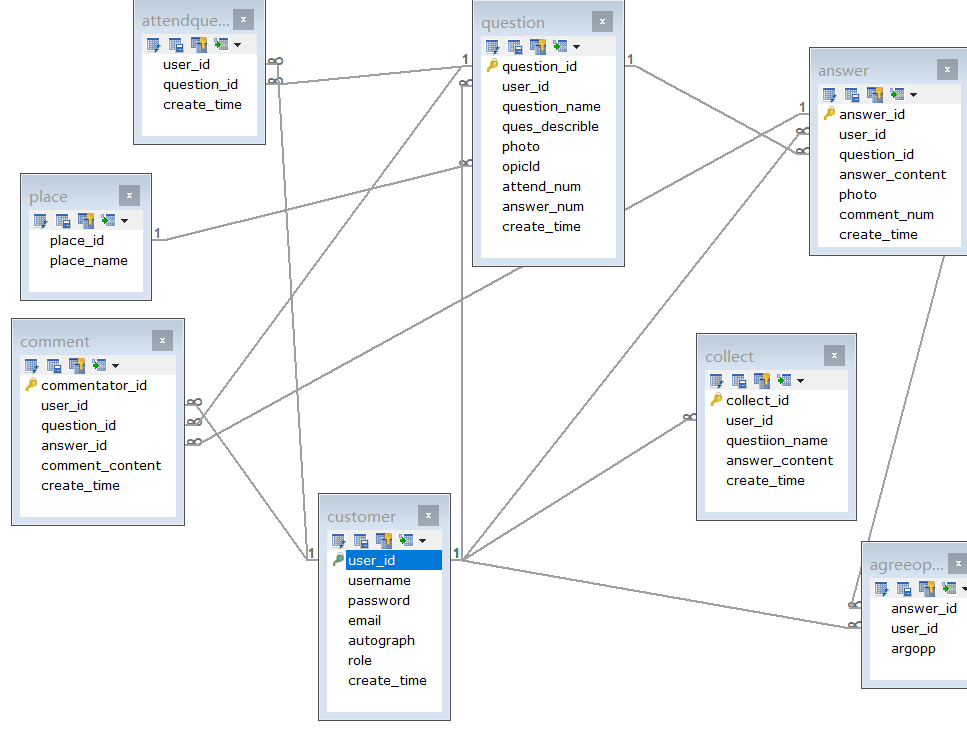 attendque...
user_id
question_id
create_time
question
question_id
user_id
question_name
ques_describle
photo
opicId
attend_num
answer_num
create_time
answer
answer_id
user_id
question_id
answer_content
photo
comment_num
create_time
place
place_id
place_name
comment
commentator_id
user_id
question_id
answer_id
comment_content
create_time
collect
collect_id
user_id
questiion_name
answer_content
create_time
customer
user_id
username
password
email
autograph
role
create_time
agreeop...
answer_id
user_id
argopp
1
1
1
1
1
1